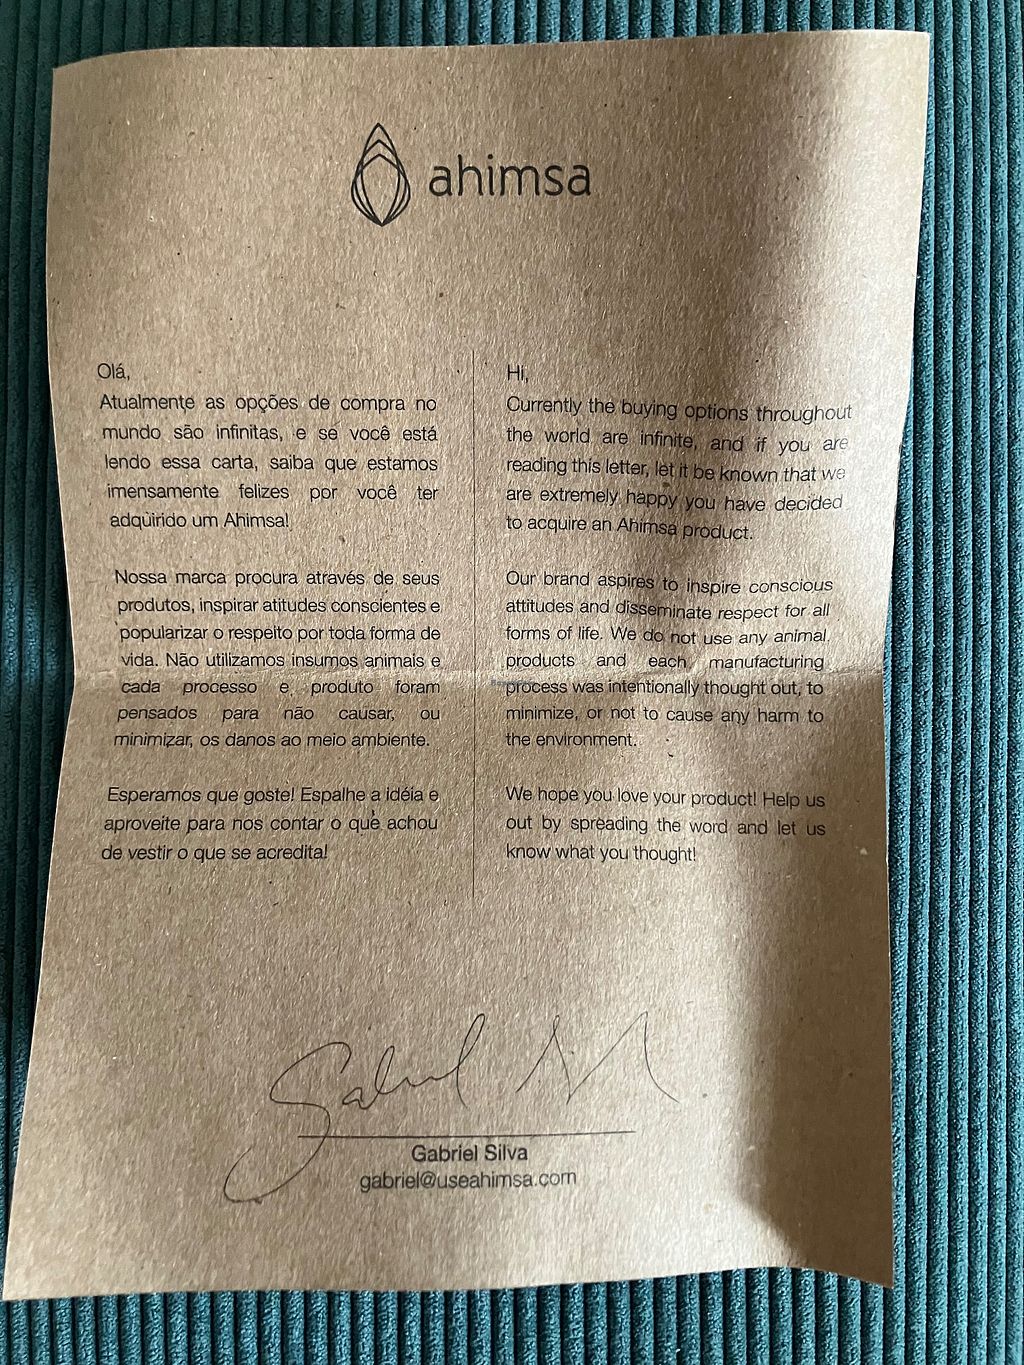 ahimsa
Olá,
Atualmente as opções de compra no
mundo são infinitas, e se você está
lendo essa carta, saiba que estamos
imensamente felizes por você ter
adquirido um Ahimsa!
Nossa marca procura através de seus
produtos, inspirar atitudes conscientes e
popularizar o respeito por toda forma de
vida. Não utilizamos insumos animais e
cada processo e produto foram
pensados para não causar, ou
minimizar, os danos ao meio ambiente.
Esperamos que goste! Espalhe a idéia e
aproveite para nos contar o que achou
de vestir o que se acredita!
Hi,
Currently the buying options throughout
the world are infinite, and if you are
reading this letter, let it be known that we
are extremely happy you have decided
to acquire an Ahimsa product.
Our brand aspires to inspire conscious
attitudes and disseminate respect for all
forms of life. We do not use any animal
products and each manufacturing
process was intentionally thought out, to
minimize, or not to cause any harm to
the environment.
We hope you love your product! Help us
out by spreading the word and let us
know what you thought!
Gabriel Silva
gabriel@useahimsa.com